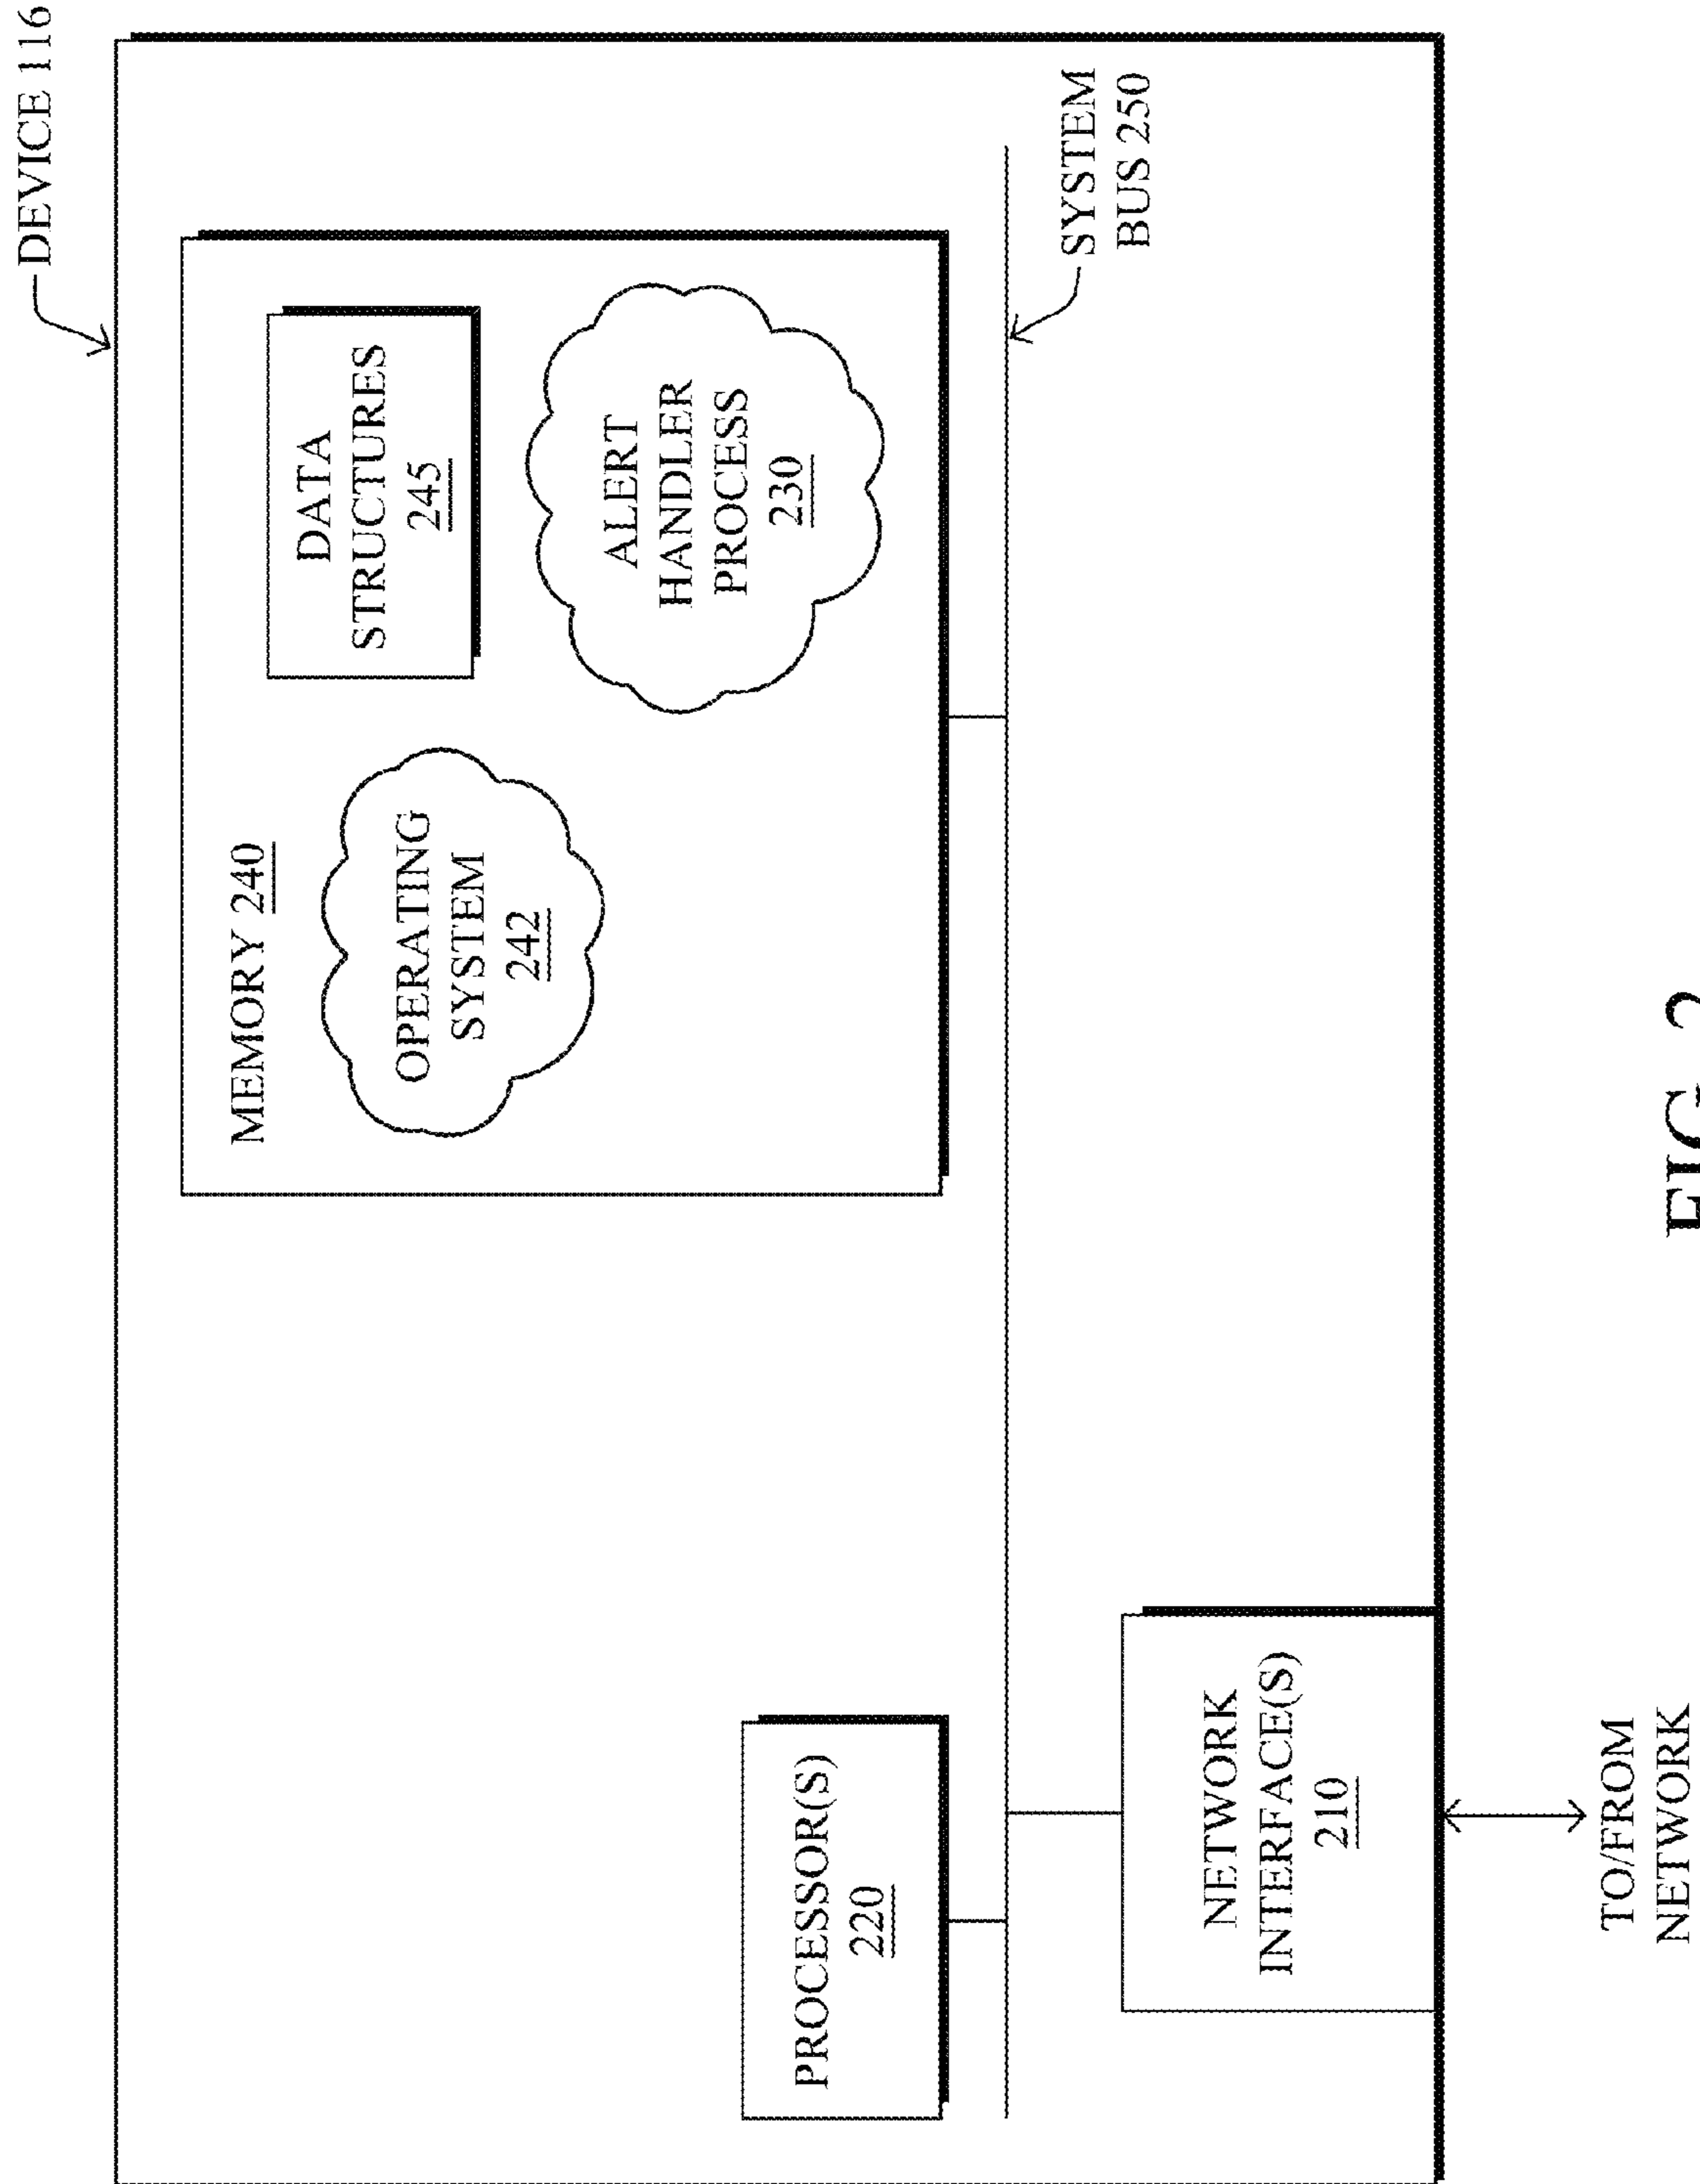 DEVICE 116
MEMORY 240
OPERATING
SYSTEM
242
DATA
STRUCTURES
245
ALERT
HANDLER
PROCESS
230
PROCESSOR(S)
220
SYSTEM
BUS 250
NETWORK
INTERFACE(S)
210
TO/FROM
NETWORK
FIG. 2